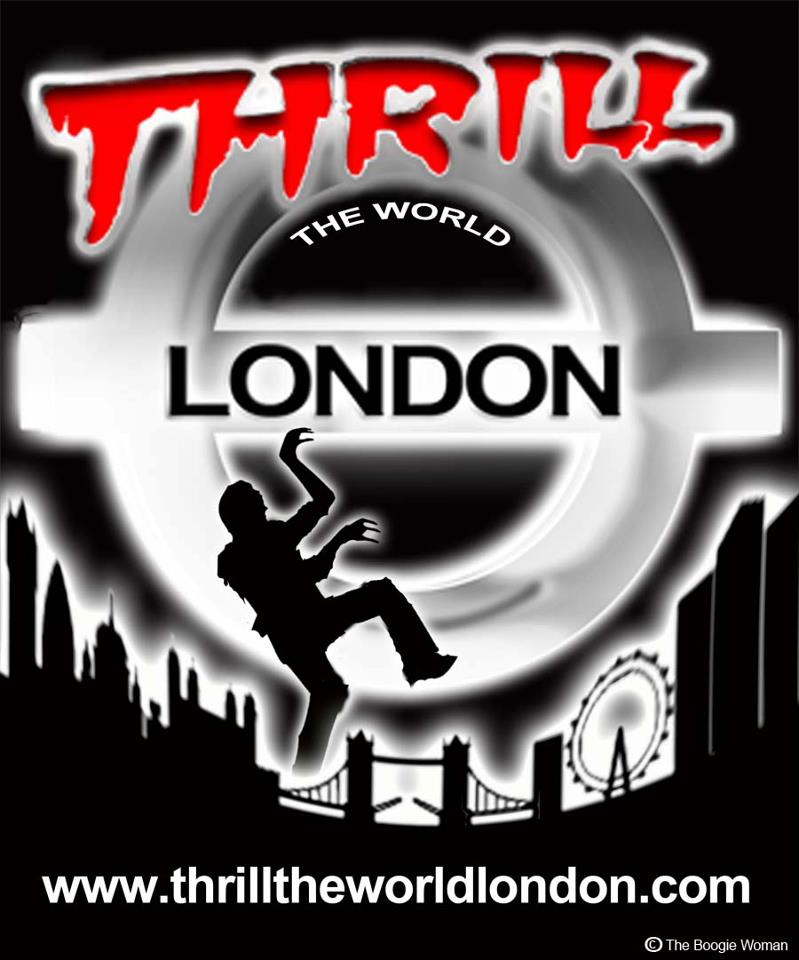 THRILL
THE WORLD
LONDON
www.thrilltheworldlondon.com
© The Boogie Woman